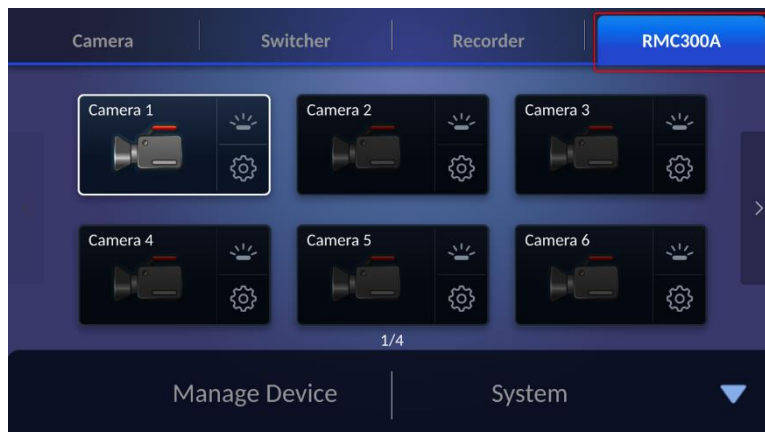 Camera Switcher Recorder RMC300A
Camera 1 Camera 2 Camera 3
Camera 4 Camera 5 Camera 6
1/4
Manage Device System